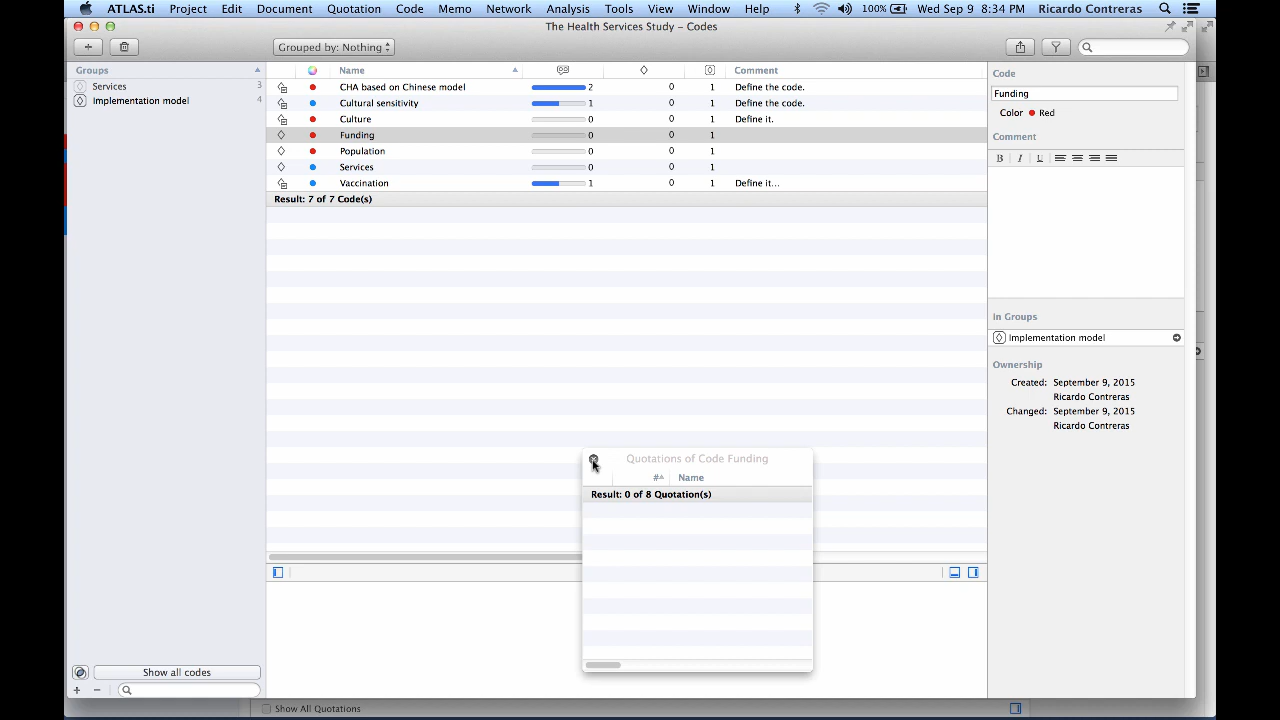 ATLAS.ti Project Edit Document Quotation Code Memo Network Analysis Tools View Window Help 100% Wed Sep 9 8:34 PM Ricardo Contreras
The Health Services Study – Codes
Grouped by: Nothing
Groups
Services 3
Implementation model 4
Show all codes
Name Comment
CHA based on Chinese model 2 0 1 Define the code.
Cultural sensitivity 1 0 1 Define the code.
Culture 0 0 1 Define it.
Funding 0 0 1
Population 0 0 1
Services 0 0 1
Vaccination 1 0 1 Define it...
Result: 7 of 7 Code(s)
Quotations of Code Funding
# Name
Result: 0 of 8 Quotation(s)
Code
Funding
Color Red
Comment
B I U
In Groups
Implementation model
Ownership
Created: September 9, 2015
Ricardo Contreras
Changed: September 9, 2015
Ricardo Contreras
Show All Quotations